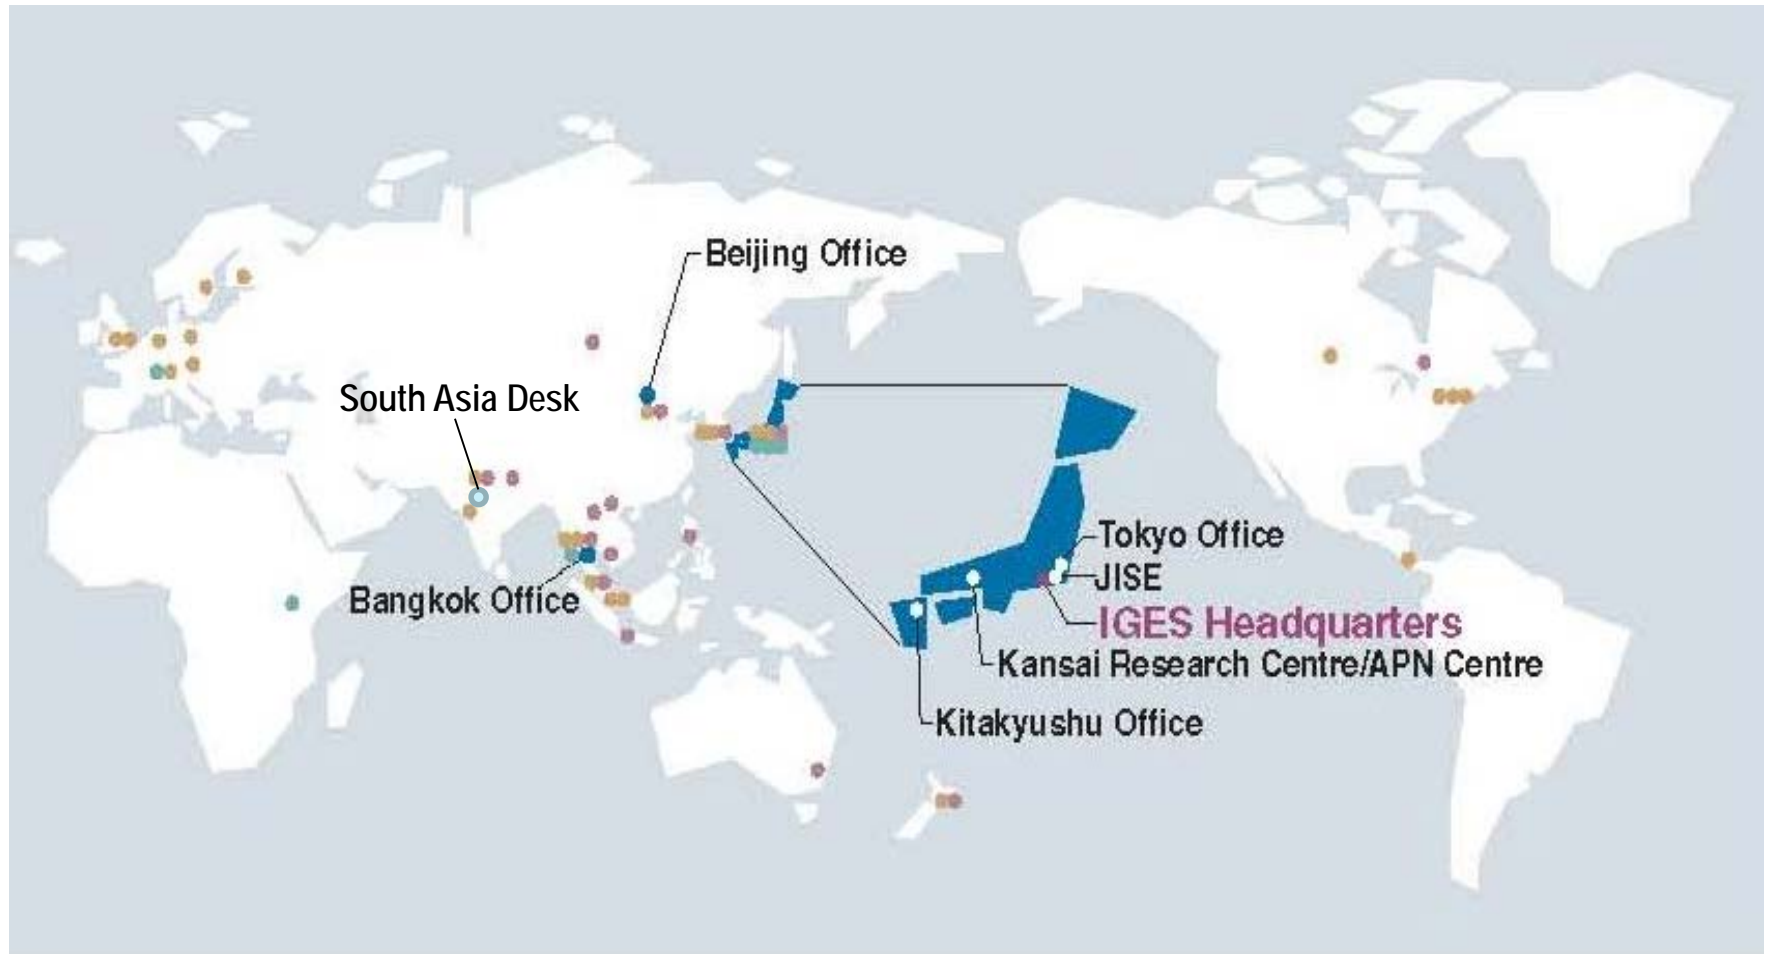 Beijing Office
South Asia Desk
Tokyo Office
JISE
Bangkok Office
IGES Headquarters
Kansai Research Centre/APN Centre
Kitakyushu Office